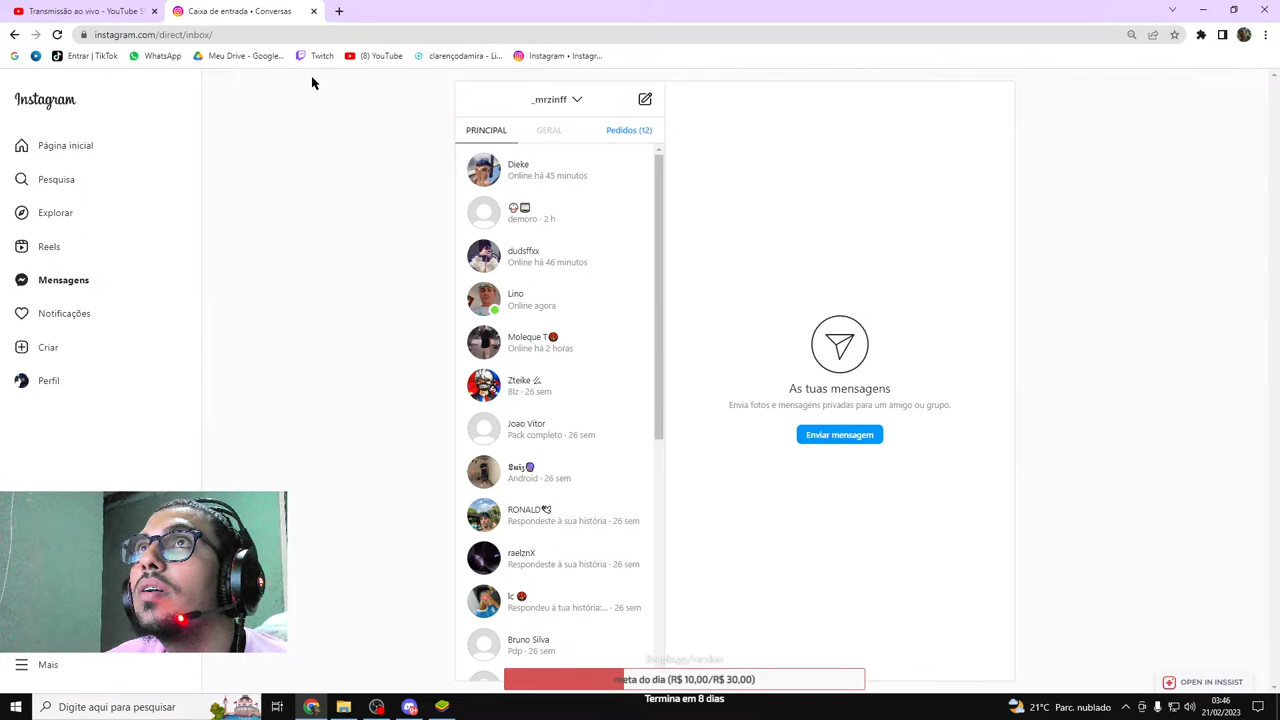 Transmissão ao vivo - YouTube S
Caixa de entrada • Conversas
instagram.com/direct/inbox/
Entrar | TikTok
WhatsApp
Meu Drive - Google...
Twitch
(8) YouTube
clarençodamira - Li...
Instagram • Instagr...
Instagram
Página inicial
Pesquisa
Explorar
Reels
Mensagens
Notificações
Criar
Perfil
Mais
_mrzinff
PRINCIPAL
GERAL
Pedidos (12)
Dieke
Online há 45 minutos
demoro · 2 h
dudsffxx
Online há 46 minutos
Lino
Online agora
Moleque T
Online há 2 horas
Zteike
Blz · 26 sem
Joao Vitor
Pack completo · 26 sem
𝕷𝖚𝖎𝖟
Android · 26 sem
RONALD
Respondeste à sua história · 26 sem
raelznX
Respondeste à sua história · 26 sem
lc
Respondeu à tua história:... · 26 sem
Bruno Silva
Pdp · 26 sem
As tuas mensagens
Envia fotos e mensagens privadas para um amigo ou grupo.
Enviar mensagem
meta do dia (R$ 10,00/R$ 30,00)
Termina em 8 dias
OPEN IN INSSIST
Digite aqui para pesquisar
21°C Parc. nublado
03:46
21/02/2023